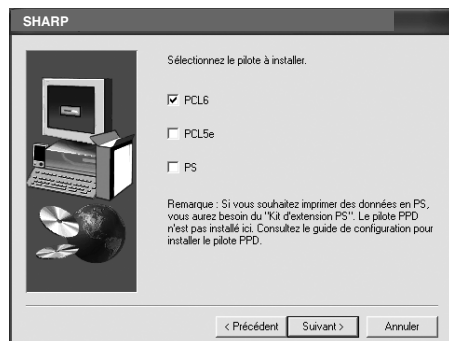 SHARP
Sélectionnez le pilote à installer.
PCL6
PCL5e
PS
Remarque : Si vous souhaitez imprimer des données en PS,
vous aurez besoin du "Kit d'extension PS". Le pilote PPD
n'est pas installé ici. Consultez le guide de configuration pour
installer le pilote PPD.
< Précédent
Suivant >
Annuler